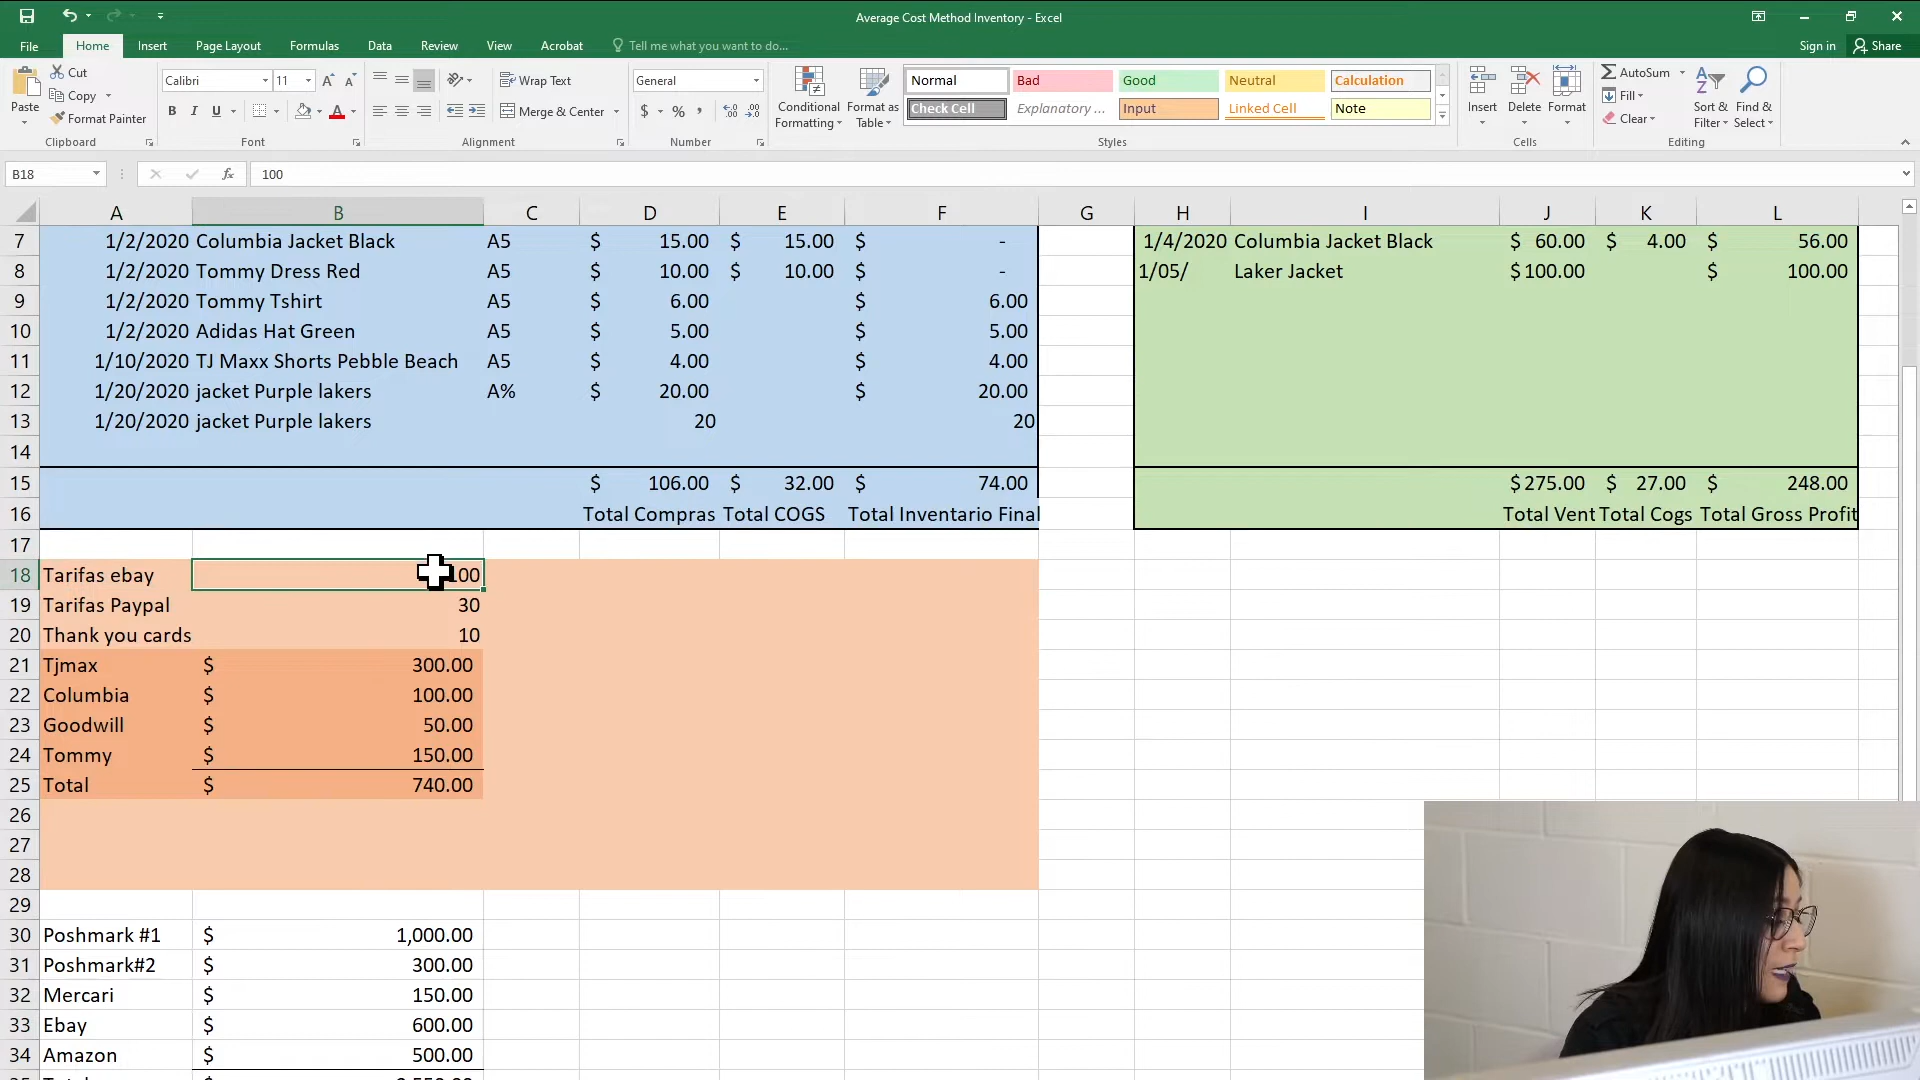 Average Cost Method Inventory - Excel
File Home Insert Page Layout Formulas Data Review View Acrobat Tell me what you want to do... Sign in Share
Paste Cut Copy Format Painter Clipboard
Calibri 11 A A B I U A Font
Wrap Text Merge & Center Alignment
General $ % , Number
Conditional Formatting Format as Table
Normal Bad Good Neutral Calculation
Check Cell Explanatory ... Input Linked Cell Note
Styles
Insert Delete Format Cells
AutoSum Fill Clear Sort & Filter Find & Select Editing
B18 fx 100
A B C D E F G H I J K L
7 1/2/2020 Columbia Jacket Black A5 $ 15.00 $ 15.00 $ - 1/4/2020 Columbia Jacket Black $ 60.00 $ 4.00 $ 56.00
8 1/2/2020 Tommy Dress Red A5 $ 10.00 $ 10.00 $ - 1/05/ Laker Jacket $100.00 $ 100.00
9 1/2/2020 Tommy Tshirt A5 $ 6.00 $ 6.00
10 1/2/2020 Adidas Hat Green A5 $ 5.00 $ 5.00
11 1/10/2020 TJ Maxx Shorts Pebble Beach A5 $ 4.00 $ 4.00
12 1/20/2020 jacket Purple lakers A% $ 20.00 $ 20.00
13 1/20/2020 jacket Purple lakers 20 20
14
15 $ 106.00 $ 32.00 $ 74.00 $275.00 $ 27.00 $ 248.00
16 Total Compras Total COGS Total Inventario Final Total Vent Total Cogs Total Gross Profit
17
18 Tarifas ebay 100
19 Tarifas Paypal 30
20 Thank you cards 10
21 Tjmax $ 300.00
22 Columbia $ 100.00
23 Goodwill $ 50.00
24 Tommy $ 150.00
25 Total $ 740.00
26
27
28
29
30 Poshmark #1 $ 1,000.00
31 Poshmark#2 $ 300.00
32 Mercari $ 150.00
33 Ebay $ 600.00
34 Amazon $ 500.00